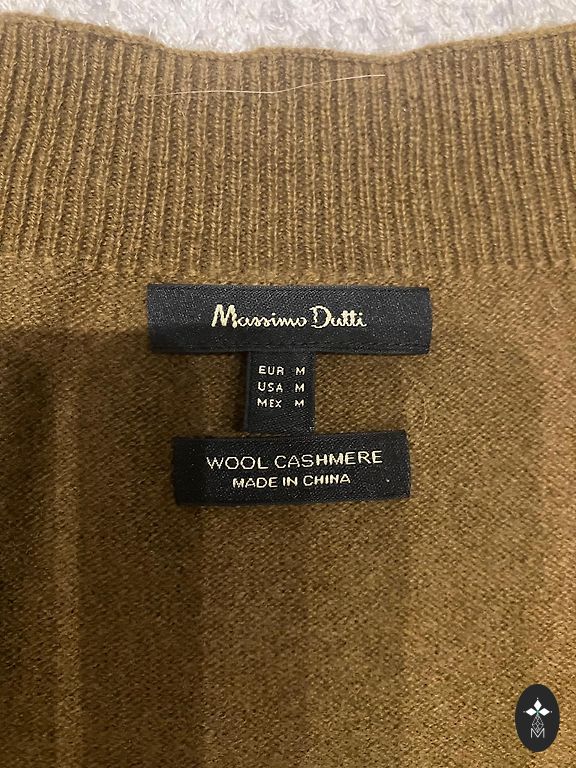 Massimo Dutti
EUR M
USA M
MEX M
WOOL CASHMERE
MADE IN CHINA
M